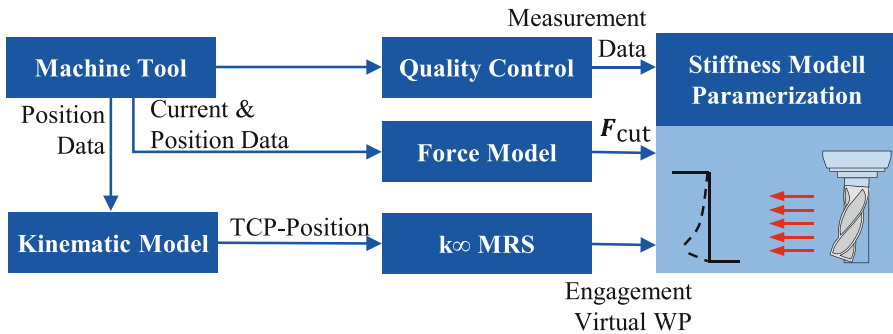 Measurement
Data
Machine Tool
Quality Control
Stiffness Modell
Paramerization
Position
Data
Current &
Position Data
Force Model
Fcut
Kinematic Model
TCP-Position
k∞ MRS
Engagement
Virtual WP